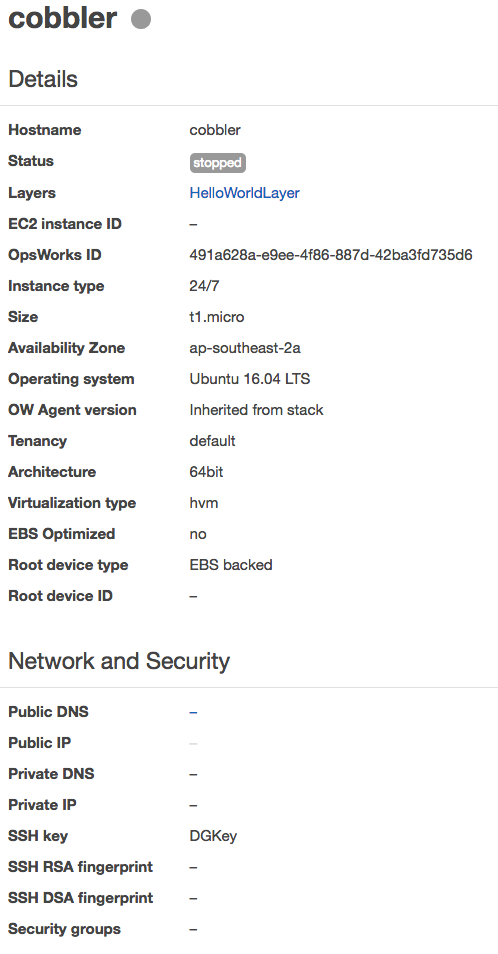 cobbler
Details
Hostname cobbler
Status stopped
Layers HelloWorldLayer
EC2 instance ID –
OpsWorks ID 491a628a-e9ee-4f86-887d-42ba3fd735d6
Instance type 24/7
Size t1.micro
Availability Zone ap-southeast-2a
Operating system Ubuntu 16.04 LTS
OW Agent version Inherited from stack
Tenancy default
Architecture 64bit
Virtualization type hvm
EBS Optimized no
Root device type EBS backed
Root device ID –
Network and Security
Public DNS –
Public IP –
Private DNS –
Private IP –
SSH key DGKey
SSH RSA fingerprint –
SSH DSA fingerprint –
Security groups –